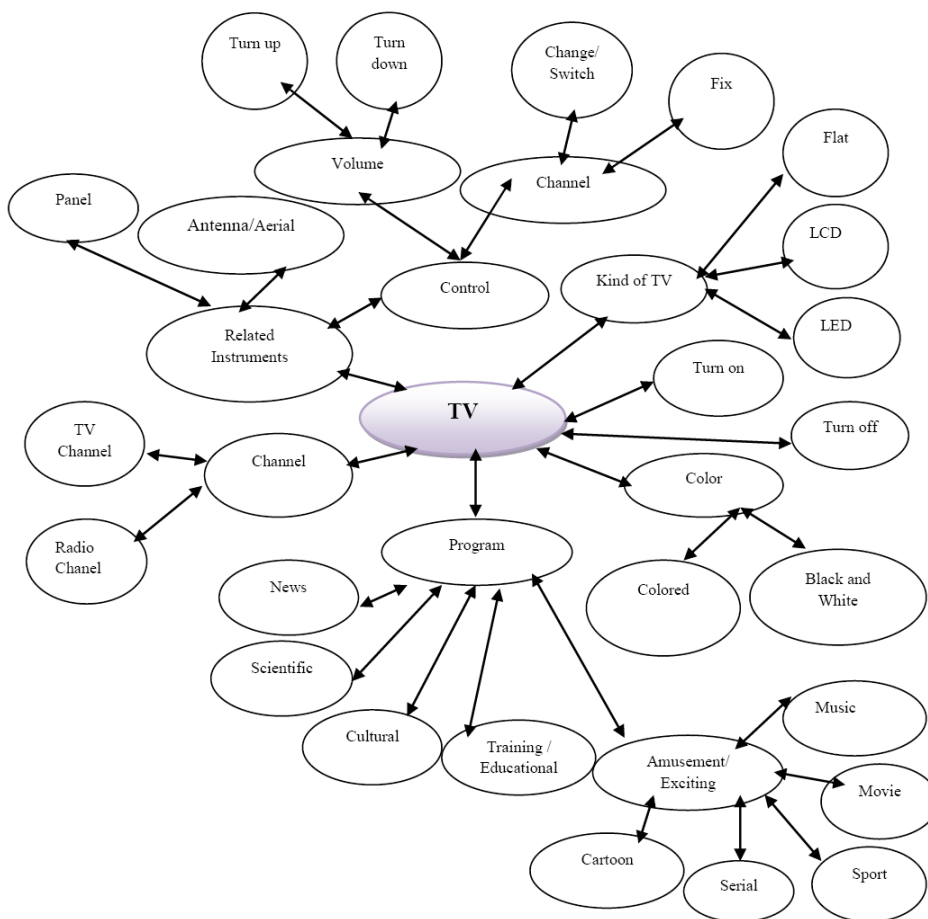 Turn up
Turn
down
Change/
Switch
Fix
Flat
Volume
Channel
Panel
Antenna/Aerial
LCD
Control
Kind of TV
Related
Instruments
LED
Turn on
TV
TV
Channel
Turn off
Channel
Color
Radio
Chanel
Program
News
Colored
Black and
White
Scientific
Cultural
Training /
Educational
Music
Amusement/
Exciting
Movie
Cartoon
Serial
Sport